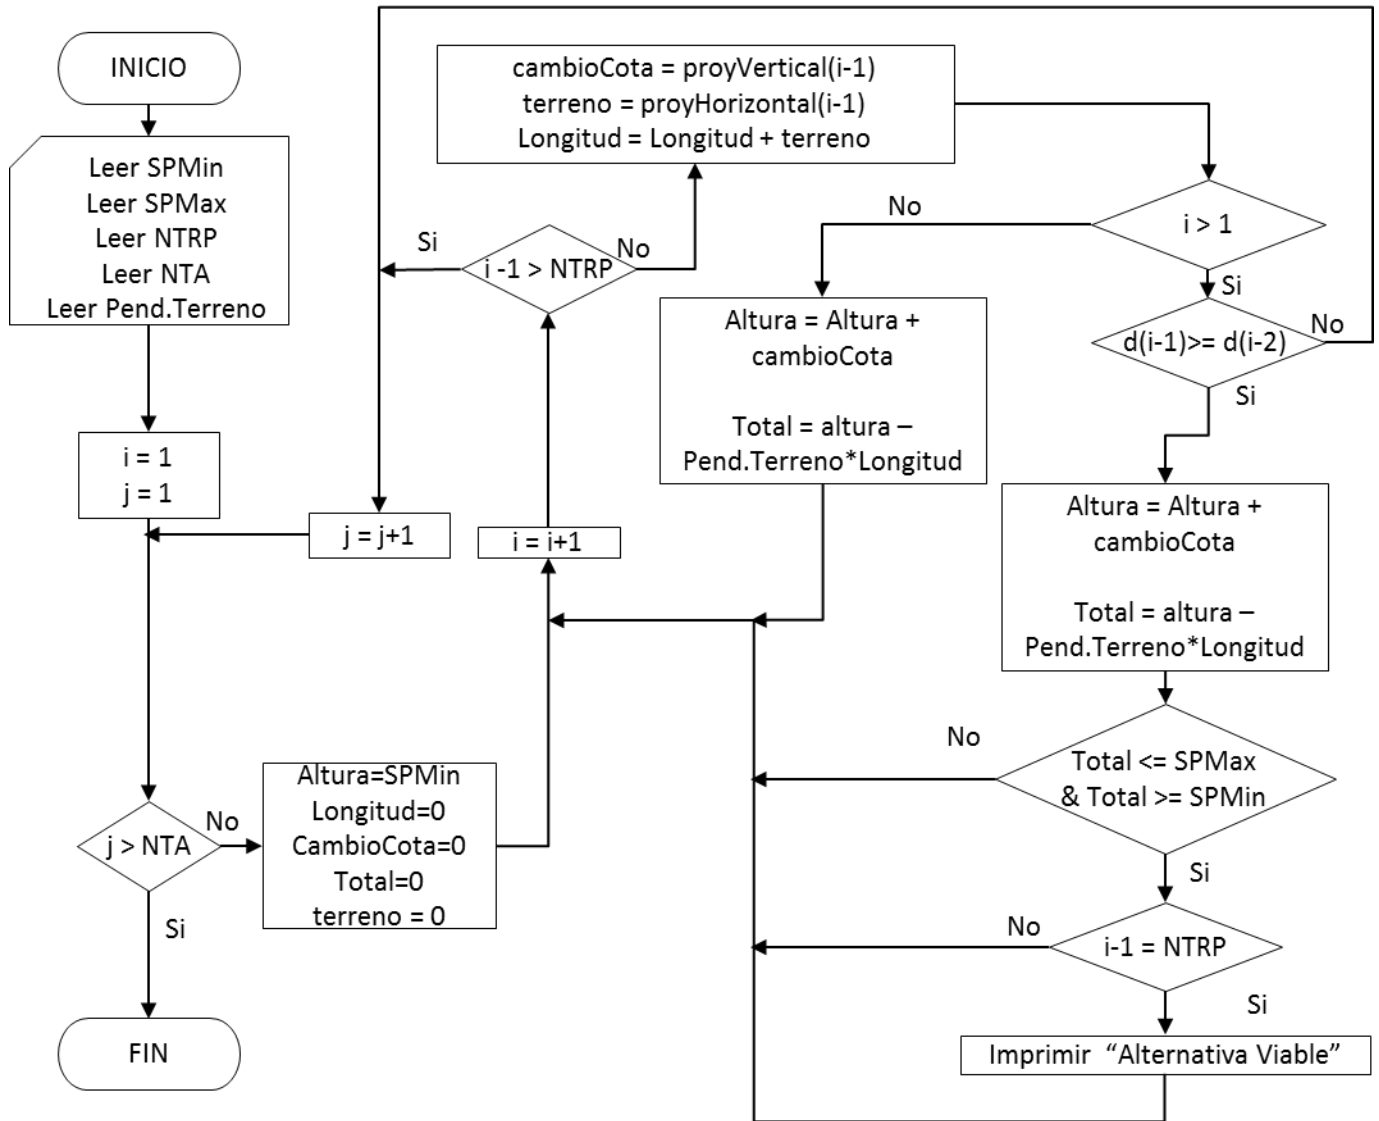 INICIO
Leer SPMin
Leer SPMax
Leer NTRP
Leer NTA
Leer Pend.Terreno
i = 1
j = 1
j = j+1
j > NTA
No
Si
FIN
Altura=SPMin
Longitud=0
CambioCota=0
Total=0
terreno = 0
i = i+1
i -1 > NTRP
Si
No
cambioCota = proyVertical(i-1)
terreno = proyHorizontal(i-1)
Longitud = Longitud + terreno
i > 1
No
Si
Altura = Altura +
cambioCota
Total = altura –
Pend.Terreno*Longitud
d(i-1)>= d(i-2)
No
Si
Altura = Altura +
cambioCota
Total = altura –
Pend.Terreno*Longitud
Total <= SPMax
& Total >= SPMin
No
Si
i-1 = NTRP
No
Si
Imprimir “Alternativa Viable”